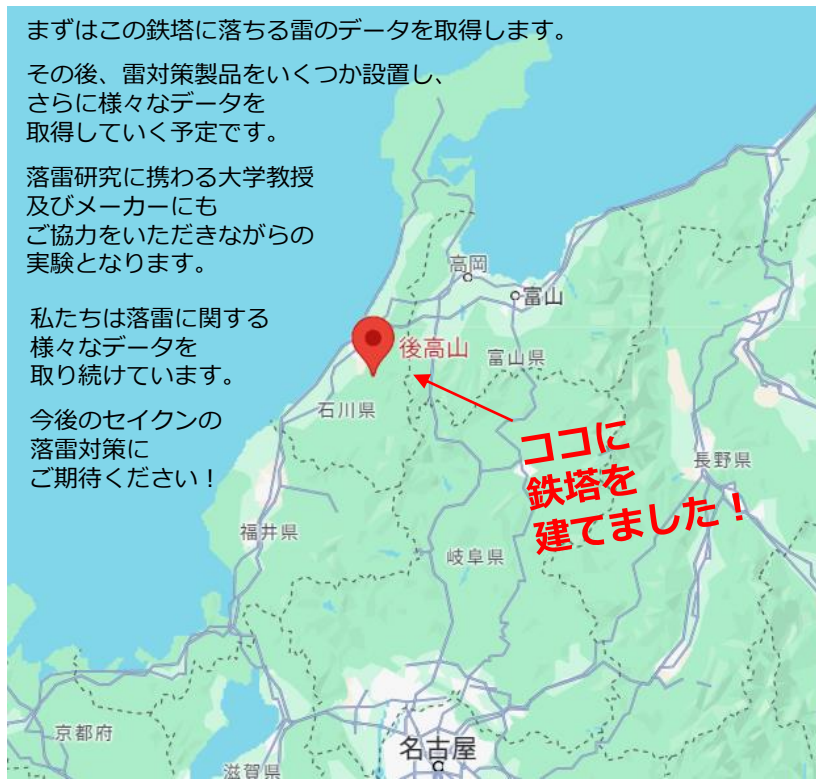 まずはこの鉄塔に落ちる雷のデータを取得します。
その後、雷対策製品をいくつか設置し、
さらに様々なデータを
取得していく予定です。
落雷研究に携わる大学教授
及びメーカーにも
ご協力をいただきながらの
実験となります。
私たちは落雷に関する
様々なデータを
取り続けています。
今後のセイクンの
落雷対策に
ご期待ください！
高岡
富山
後高山
富山県
石川県
ココに
鉄塔を
建てました！
長野県
福井県
岐阜県
京都府
名古屋
滋賀県